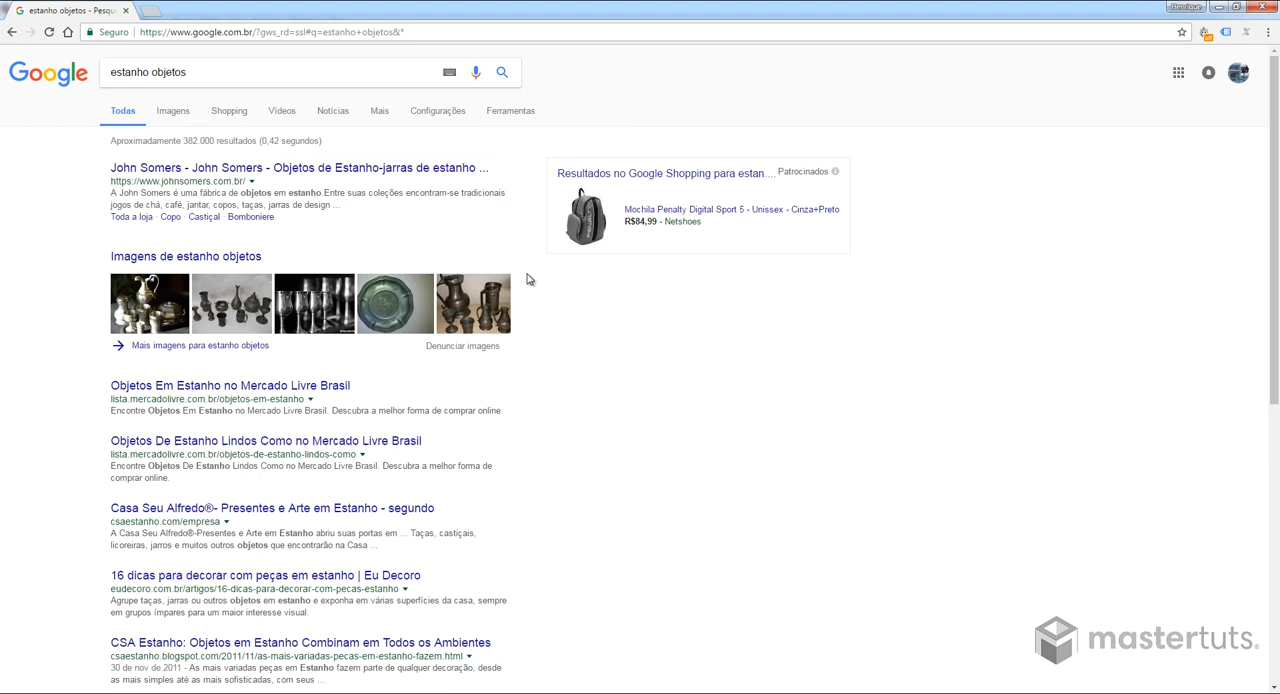 estanho objetos - Pesqu
Henrique
Seguro
https://www.google.com.br/?gws_rd=ssl#q=estanho+objetos&*
Google
estanho objetos
Todas Imagens Shopping Vídeos Notícias Mais Configurações Ferramentas
Aproximadamente 382.000 resultados (0,42 segundos)
John Somers - John Somers - Objetos de Estanho-jarras de estanho ...
https://www.johnsomers.com.br/
A John Somers é uma fábrica de objetos em estanho.Entre suas coleções encontram-se tradicionais
jogos de chá, café, jantar, copos, taças, jarras de design ...
Toda a loja · Copo · Castiçal · Bomboniere
Resultados no Google Shopping para estan.... Patrocinados
Mochila Penalty Digital Sport 5 - Unissex - Cinza+Preto
R$84,99 - Netshoes
Imagens de estanho objetos
Mais imagens para estanho objetos
Denunciar imagens
Objetos Em Estanho no Mercado Livre Brasil
lista.mercadolivre.com.br/objetos-em-estanho
Encontre Objetos Em Estanho no Mercado Livre Brasil. Descubra a melhor forma de comprar online.
Objetos De Estanho Lindos Como no Mercado Livre Brasil
lista.mercadolivre.com.br/objetos-de-estanho-lindos-como
Encontre Objetos De Estanho Lindos Como no Mercado Livre Brasil. Descubra a melhor forma de
comprar online.
Casa Seu Alfredo®- Presentes e Arte em Estanho - segundo
csaestanho.com/empresa
A Casa Seu Alfredo®-Presentes e Arte em Estanho abriu suas portas em ... Taças, castiçais,
licoreiras, jarros e muitos outros objetos que encontrarão na Casa ...
16 dicas para decorar com peças em estanho | Eu Decoro
eudecoro.com.br/artigos/16-dicas-para-decorar-com-pecas-estanho
Agrupe taças, jarras ou outros objetos em estanho e exponha em várias superfícies da casa, sempre
em grupos ímpares para um maior interesse visual.
CSA Estanho: Objetos em Estanho Combinam em Todos os Ambientes
csaestanho.blogspot.com/2011/11/as-mais-variadas-pecas-em-estanho-fazem.html
30 de nov de 2011 - As mais variadas peças em Estanho fazem parte de qualquer decoração, desde
as mais simples até as mais sofisticadas, com seus ...
mastertuts.